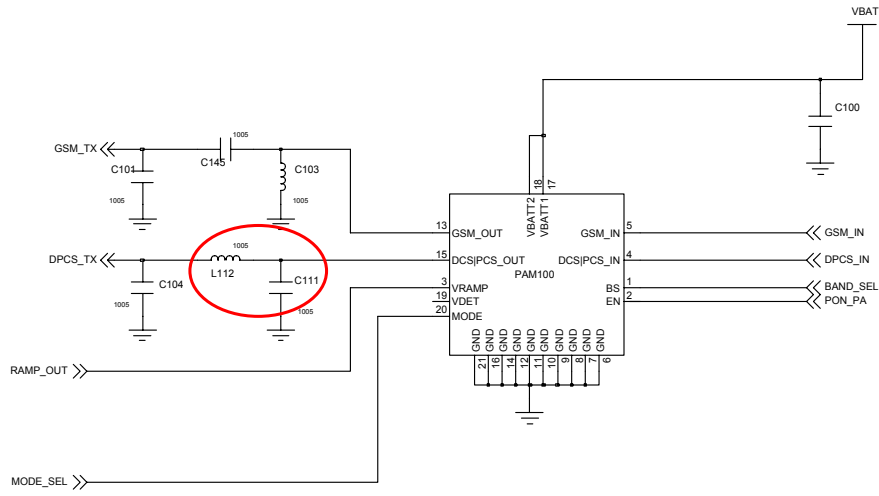 VBAT
C100
GSM_TX
1005
C101
C145
C103
1005
1005
18
17
VBATT2
VBATT1
13
GSM_OUT
GSM_IN
5
GSM_IN
DPCS_TX
1005
15
DCS|PCS_OUT
DCS|PCS_IN
4
DPCS_IN
L112
PAM100
C104
C111
3
VRAMP
BS
1
BAND_SEL
19
VDET
EN
2
PON_PA
1005
1005
20
MODE
GND
GND
GND
GND
GND
GND
GND
GND
GND
GND
21
16
14
12
11
10
9
8
7
6
RAMP_OUT
MODE_SEL